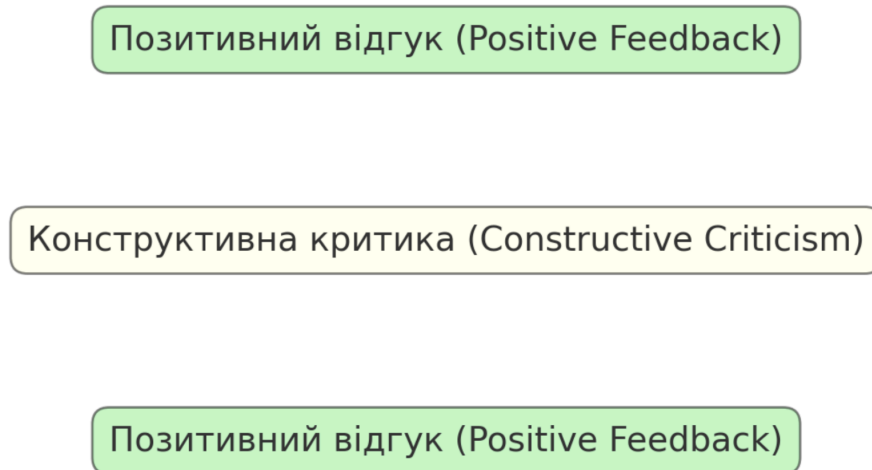 Позитивний відгук (Positive Feedback)
Конструктивна критика (Constructive Criticism)
Позитивний відгук (Positive Feedback)